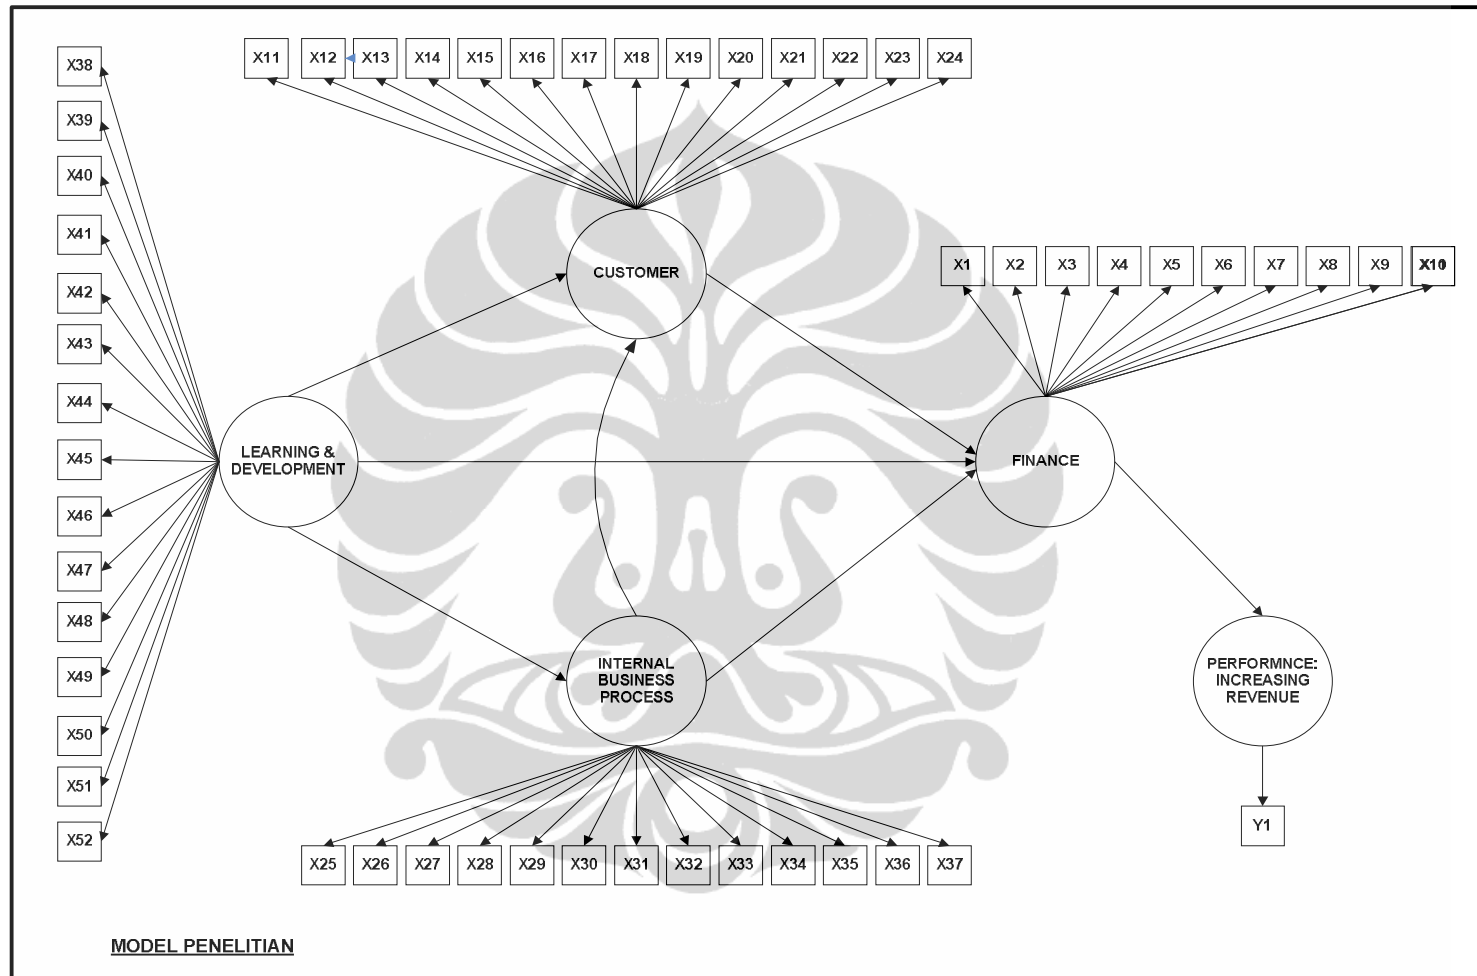 X11 X12 X13 X14 X15 X16 X17 X18 X19 X20 X21 X22 X23 X24
X38
X39
X40
X41
X42
X43
X44
X45
X46
X47
X48
X49
X50
X51
X52
CUSTOMER
X1 X2 X3 X4 X5 X6 X7 X8 X9
LEARNING &
DEVELOPMENT
FINANCE
INTERNAL
BUSINESS
PROCESS
PERFORMNCE:
INCREASING
REVENUE
Y1
X25 X26 X27 X28 X29 X30 X31 X32 X33 X34 X35 X36 X37
MODEL PENELITIAN